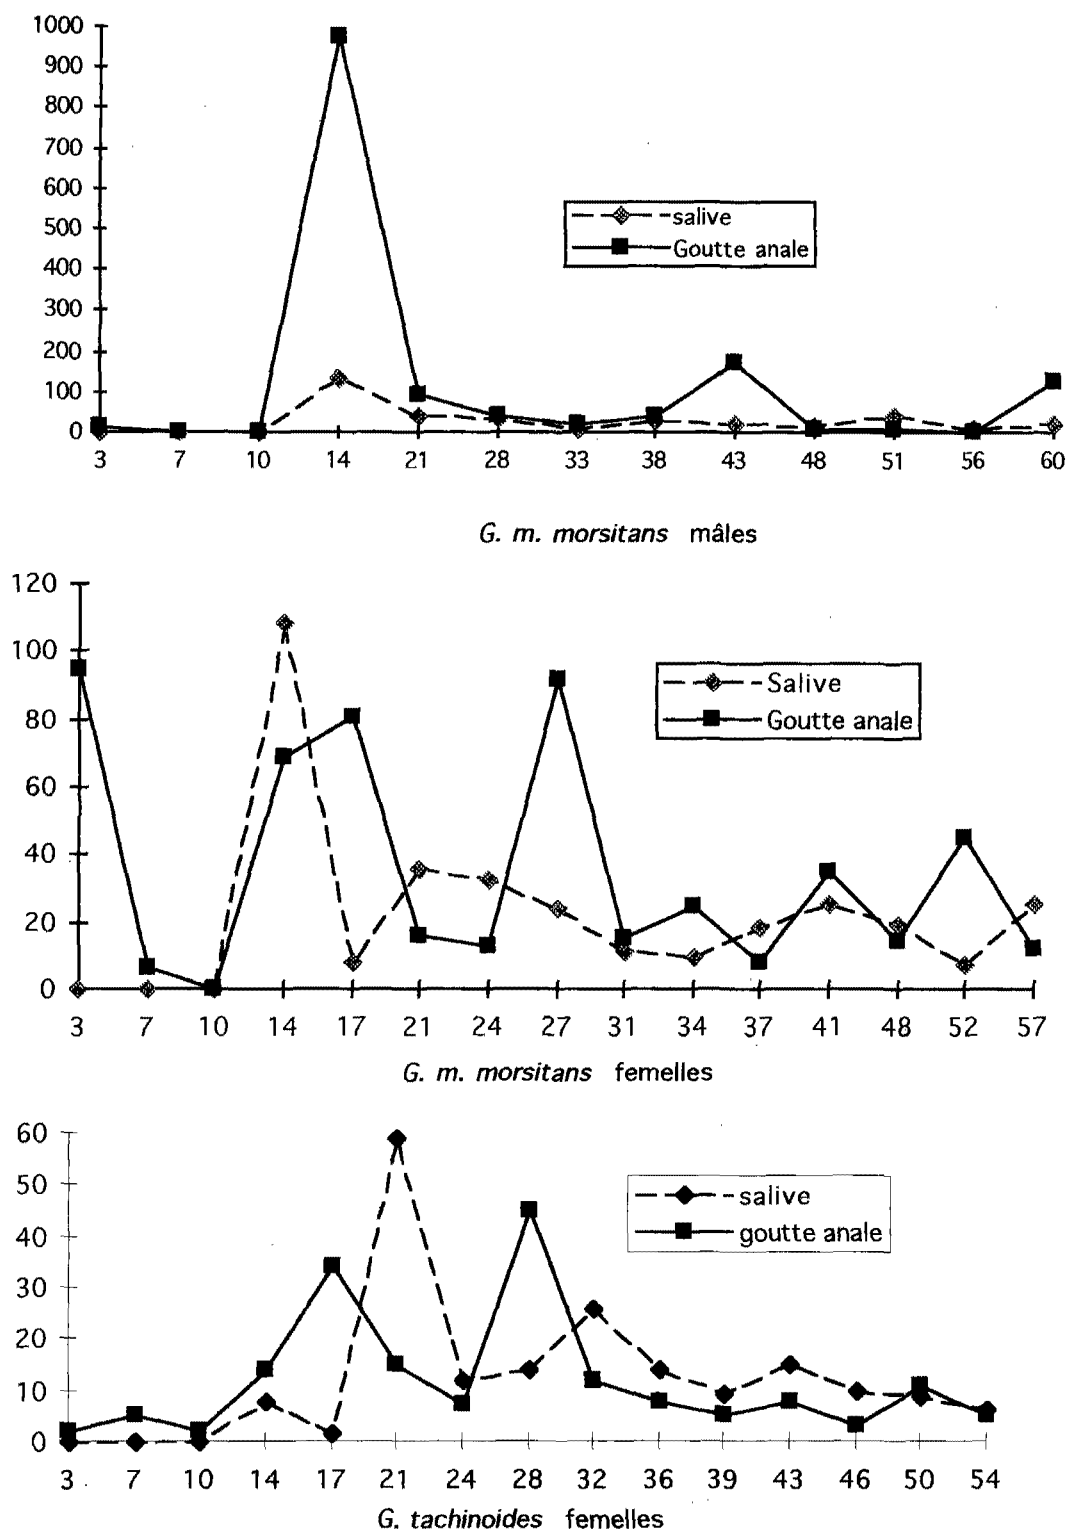 1000
900
800
700
600
500
400
300
200
100
0
salive
Goutte anale
3 7 10 14 21 28 33 38 43 48 51 56 60
G. m. morsitans mâles
120
100
80
60
40
20
0
Salive
Goutte anale
3 7 10 14 17 21 24 27 31 34 37 41 48 52 57
G. m. morsitans femelles
60
50
40
30
20
10
0
salive
goutte anale
3 7 10 14 17 21 24 28 32 36 39 43 46 50 54
G. tachinoides femelles